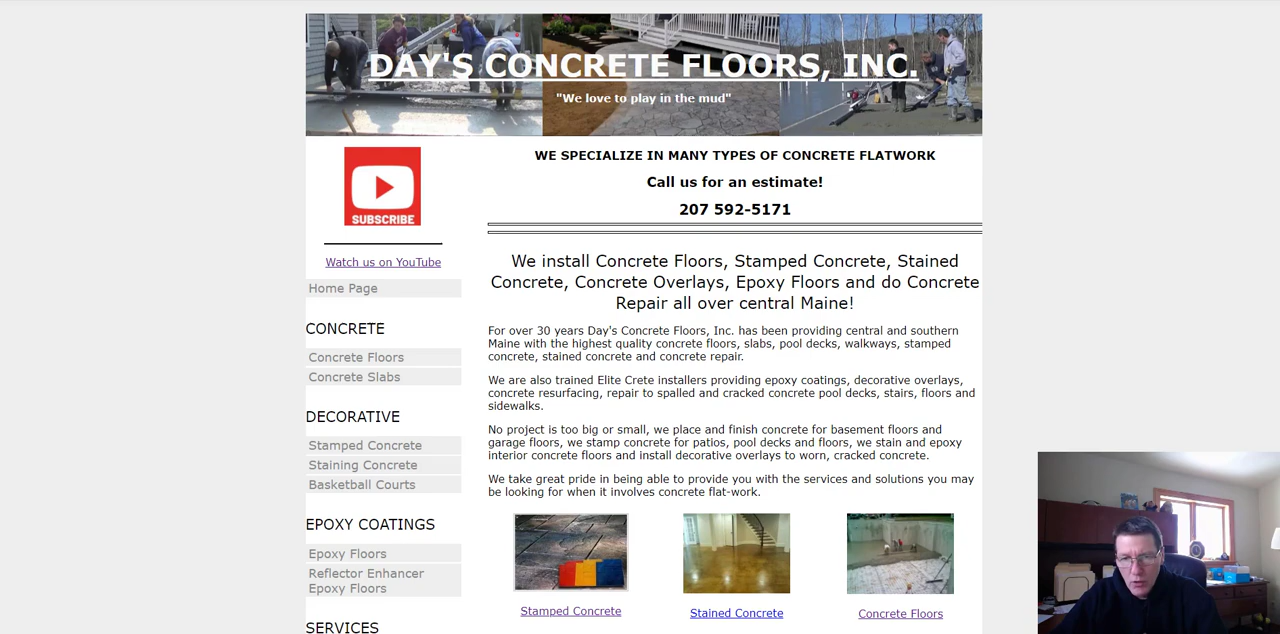 DAY'S CONCRETE FLOORS, INC.
"We love to play in the mud"
SUBSCRIBE
Watch us on YouTube
Home Page
CONCRETE
Concrete Floors
Concrete Slabs
DECORATIVE
Stamped Concrete
Staining Concrete
Basketball Courts
EPOXY COATINGS
Epoxy Floors
Reflector Enhancer
Epoxy Floors
SERVICES
WE SPECIALIZE IN MANY TYPES OF CONCRETE FLATWORK
Call us for an estimate!
207 592-5171
We install Concrete Floors, Stamped Concrete, Stained
Concrete, Concrete Overlays, Epoxy Floors and do Concrete
Repair all over central Maine!
For over 30 years Day's Concrete Floors, Inc. has been providing central and southern
Maine with the highest quality concrete floors, slabs, pool decks, walkways, stamped
concrete, stained concrete and concrete repair.
We are also trained Elite Crete installers providing epoxy coatings, decorative overlays,
concrete resurfacing, repair to spalled and cracked concrete pool decks, stairs, floors and
sidewalks.
No project is too big or small, we place and finish concrete for basement floors and
garage floors, we stamp concrete for patios, pool decks and floors, we stain and epoxy
interior concrete floors and install decorative overlays to worn, cracked concrete.
We take great pride in being able to provide you with the services and solutions you may
be looking for when it involves concrete flat-work.
Stamped Concrete
Stained Concrete
Concrete Floors